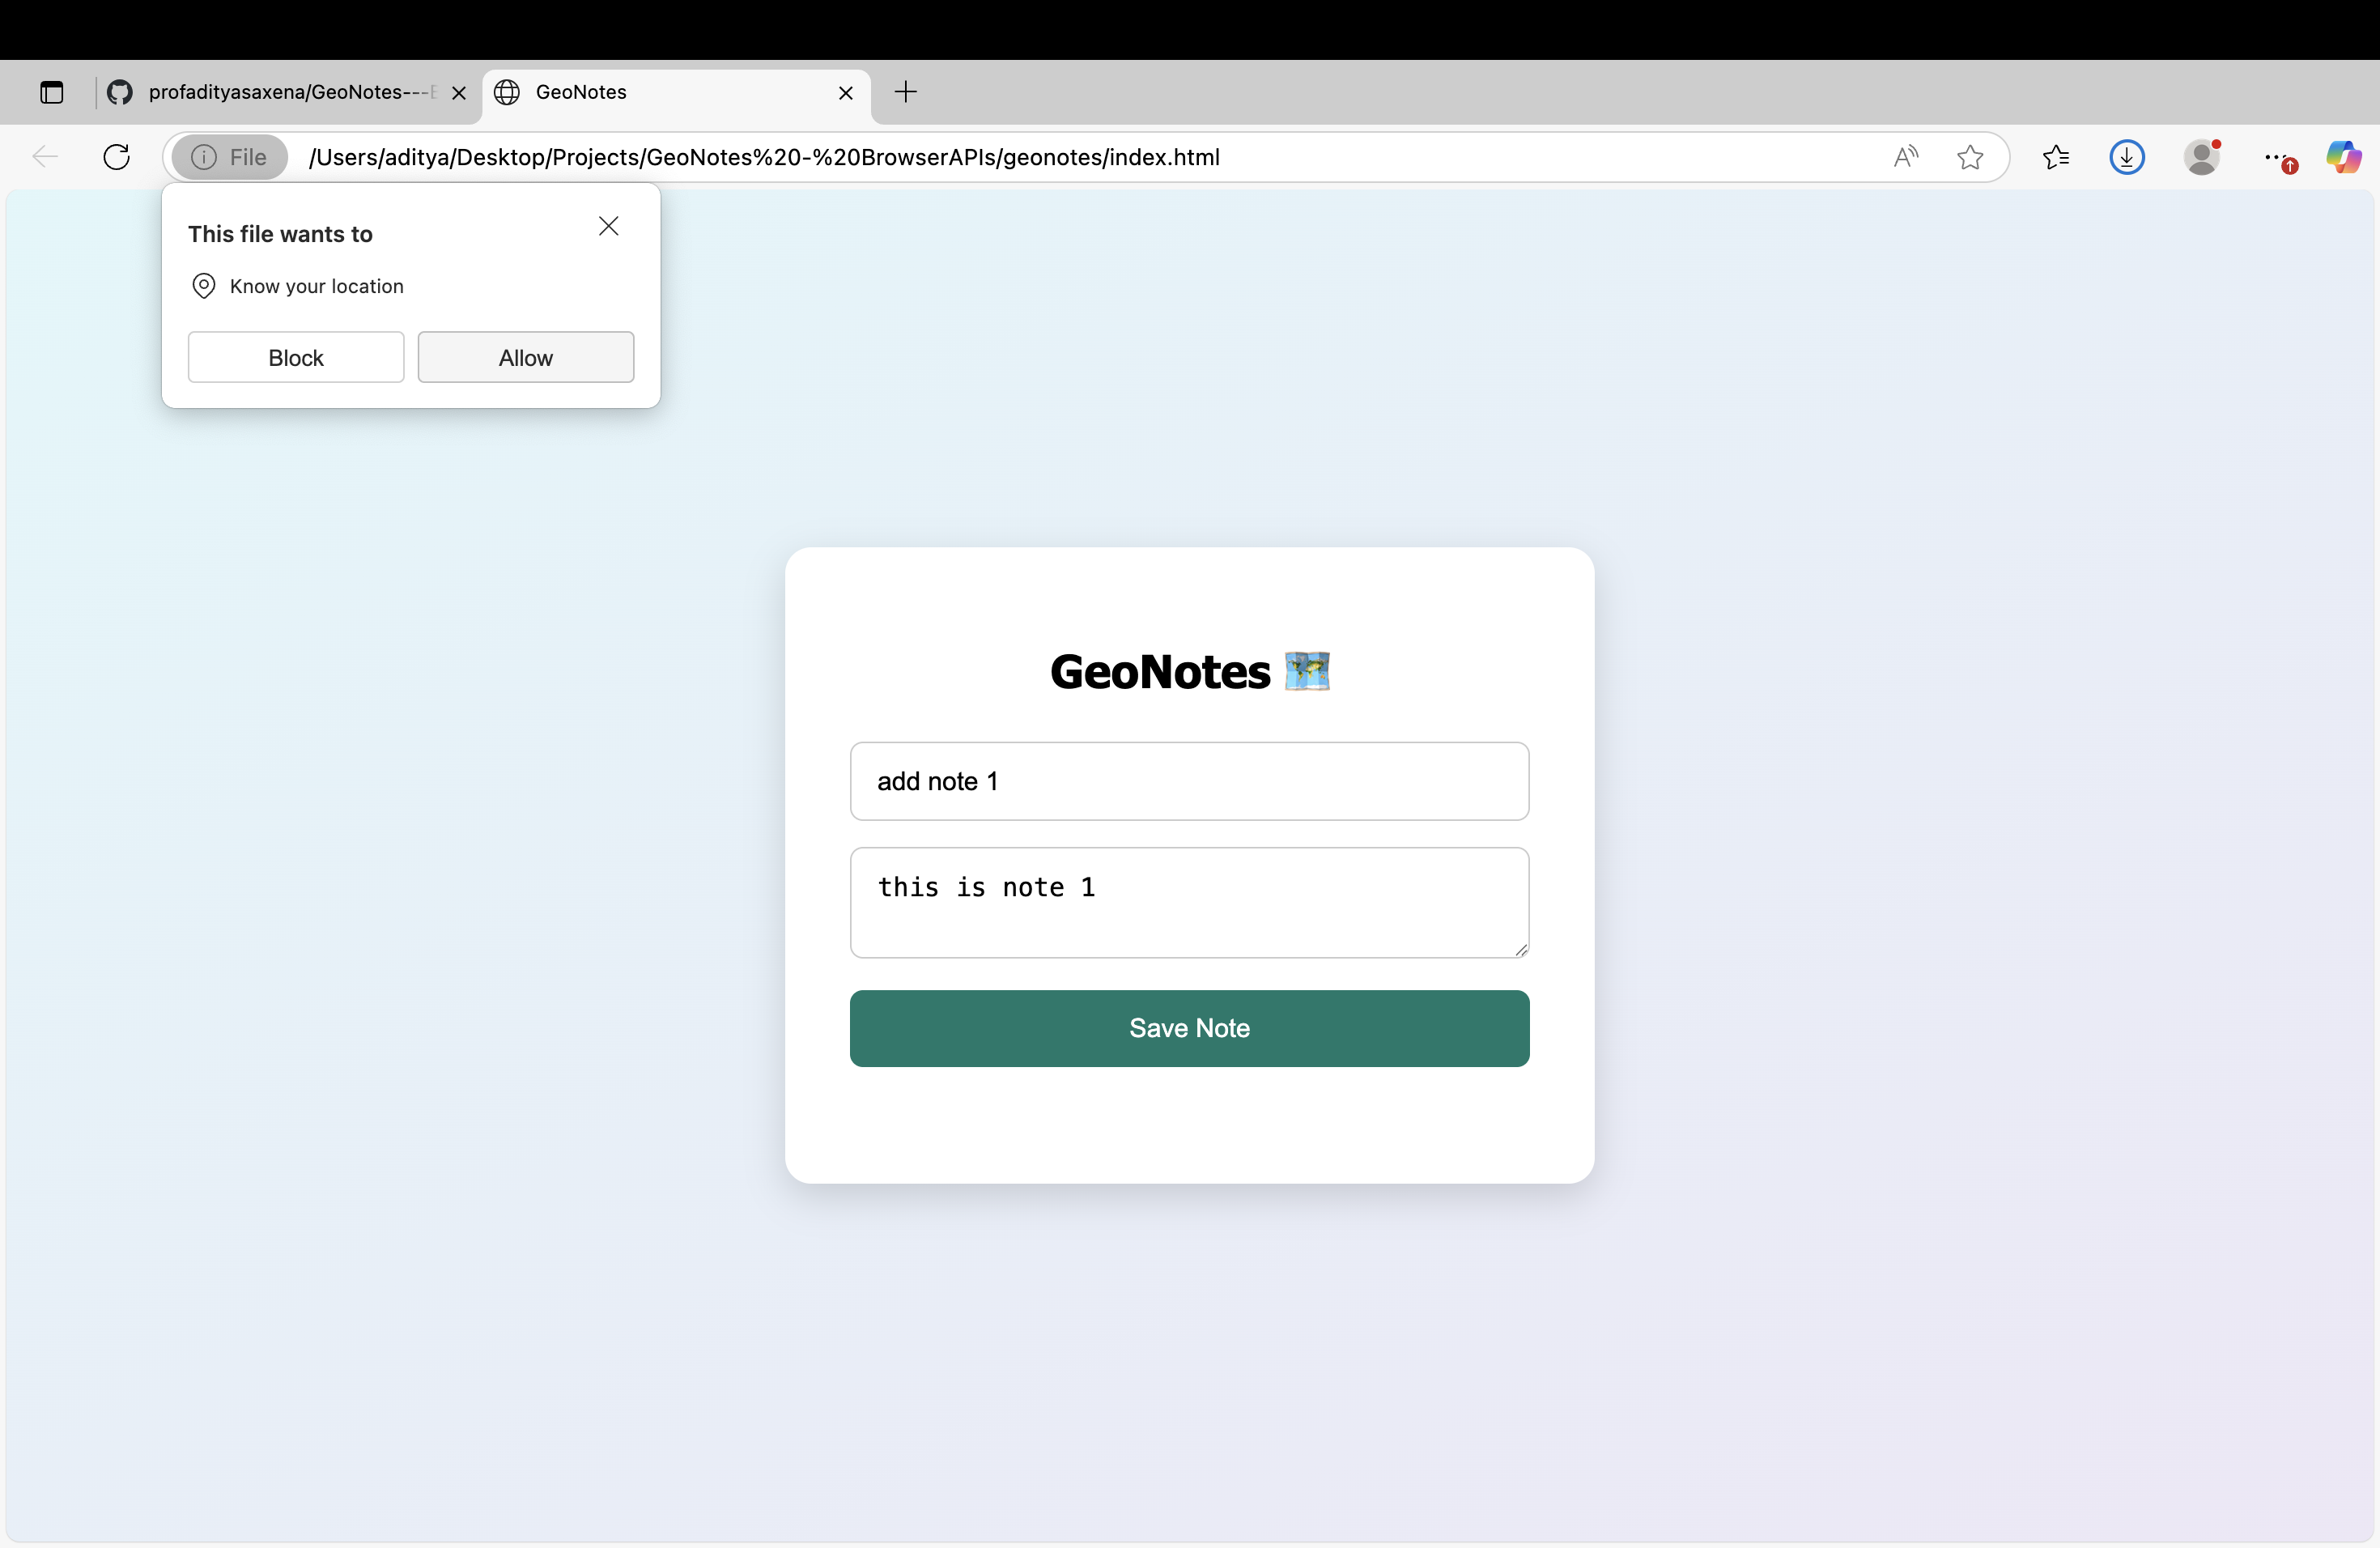 profadityasaxena/GeoNotes---E
GeoNotes
File
/Users/aditya/Desktop/Projects/GeoNotes%20-%20BrowserAPIs/geonotes/index.html
This file wants to
Know your location
Block
Allow
GeoNotes
add note 1
this is note 1
Save Note